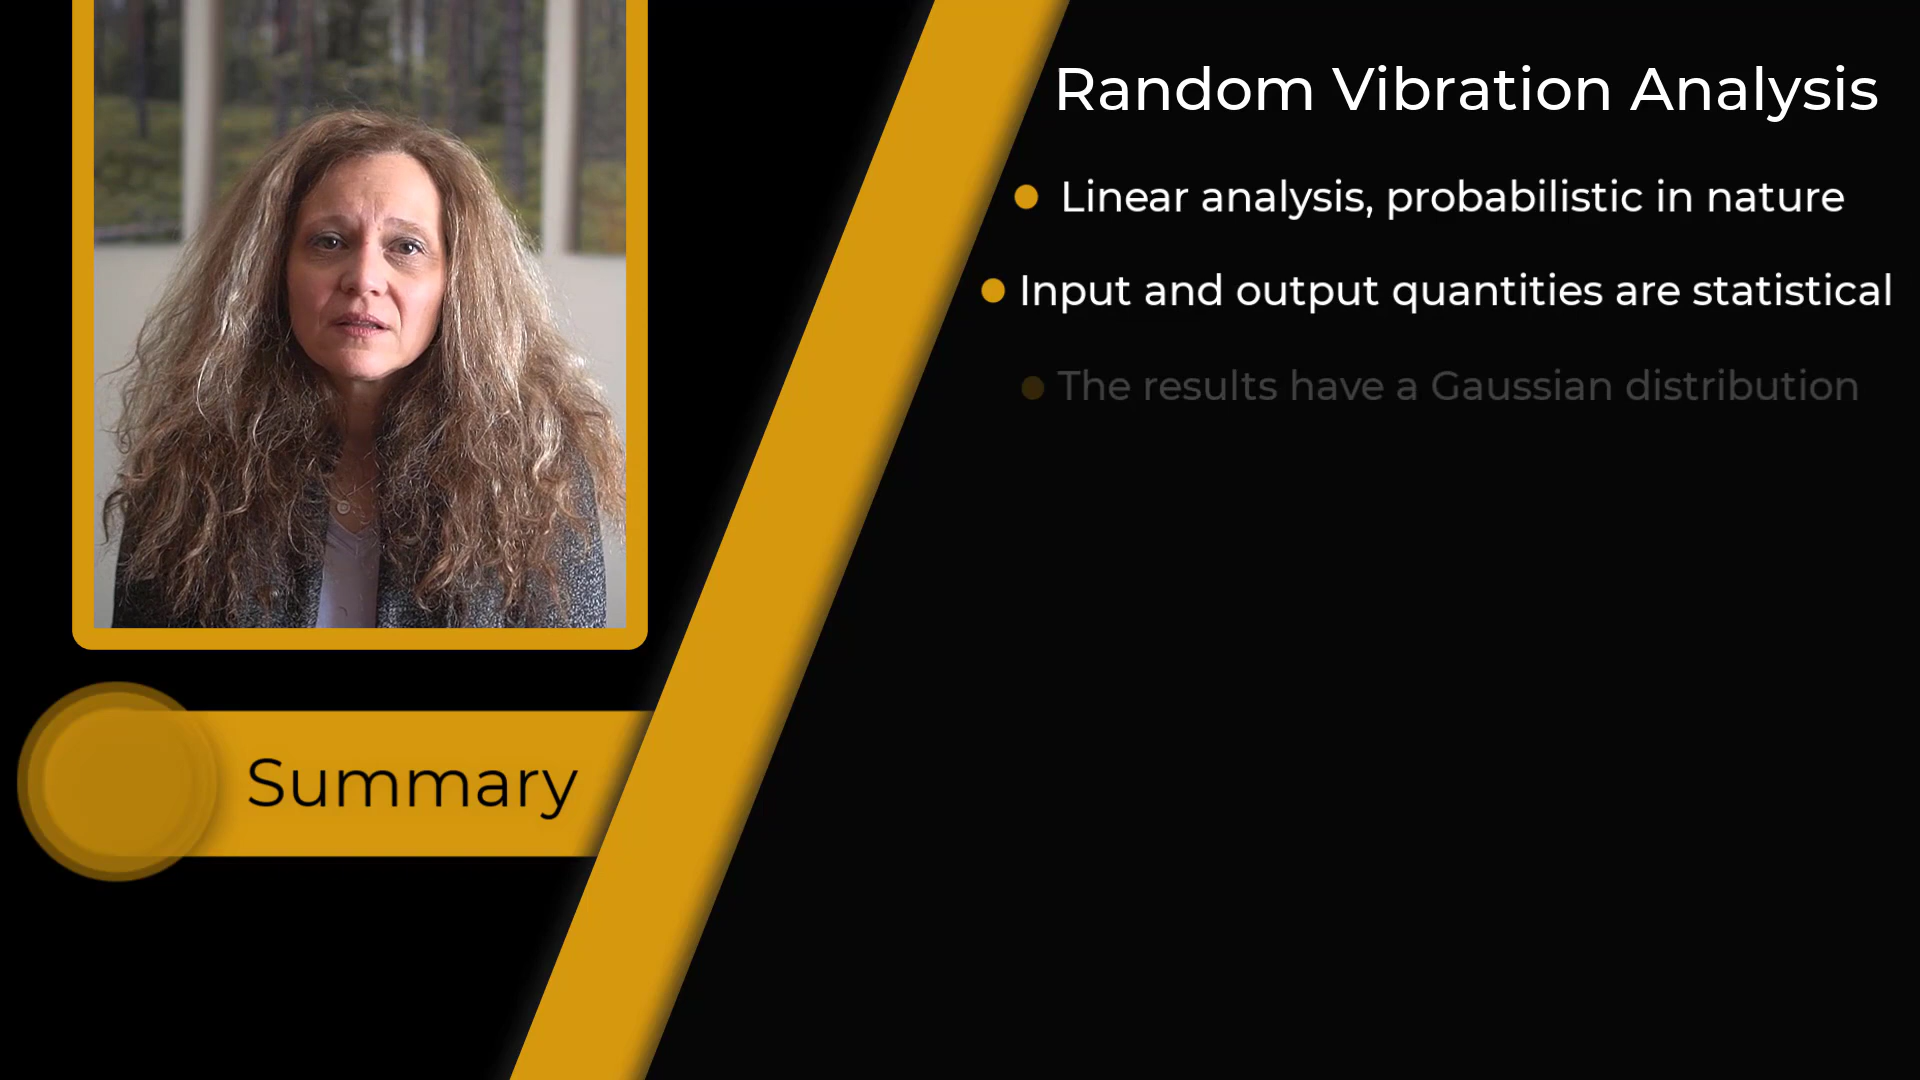 Random Vibration Analysis
Linear analysis, probabilistic in nature
Input and output quantities are statistical
The results have a Gaussian distribution
Summary